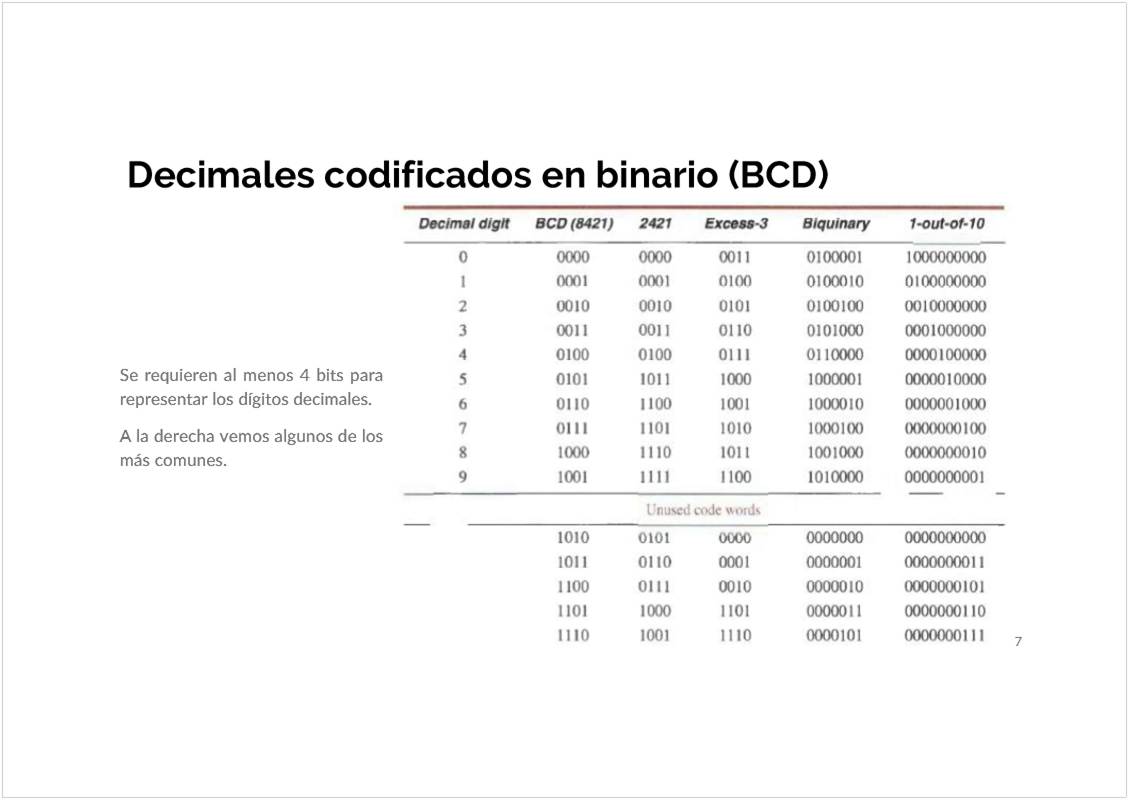 Decimales codificados en binario (BCD)
Se requieren al menos 4 bits para
representar los dígitos decimales.
A la derecha vemos algunos de los
más comunes.
Decimal digit BCD (8421) 2421 Excess-3 Biquinary 1-out-of-10
0 0000 0000 0011 0100001 1000000000
1 0001 0001 0100 0100010 0100000000
2 0010 0010 0101 0100100 0010000000
3 0011 0011 0110 0101000 0001000000
4 0100 0100 0111 0110000 0000100000
5 0101 1011 1000 1000001 0000010000
6 0110 1100 1001 1000010 0000001000
7 0111 1101 1010 1000100 0000000100
8 1000 1110 1011 1001000 0000000010
9 1001 1111 1100 1010000 0000000001
Unused code words
1010 0101 0000 0000000 0000000000
1011 0110 0001 0000001 0000000011
1100 0111 0010 0000010 0000000101
1101 1000 1101 0000011 0000000110
1110 1001 1110 0000101 0000000111
7